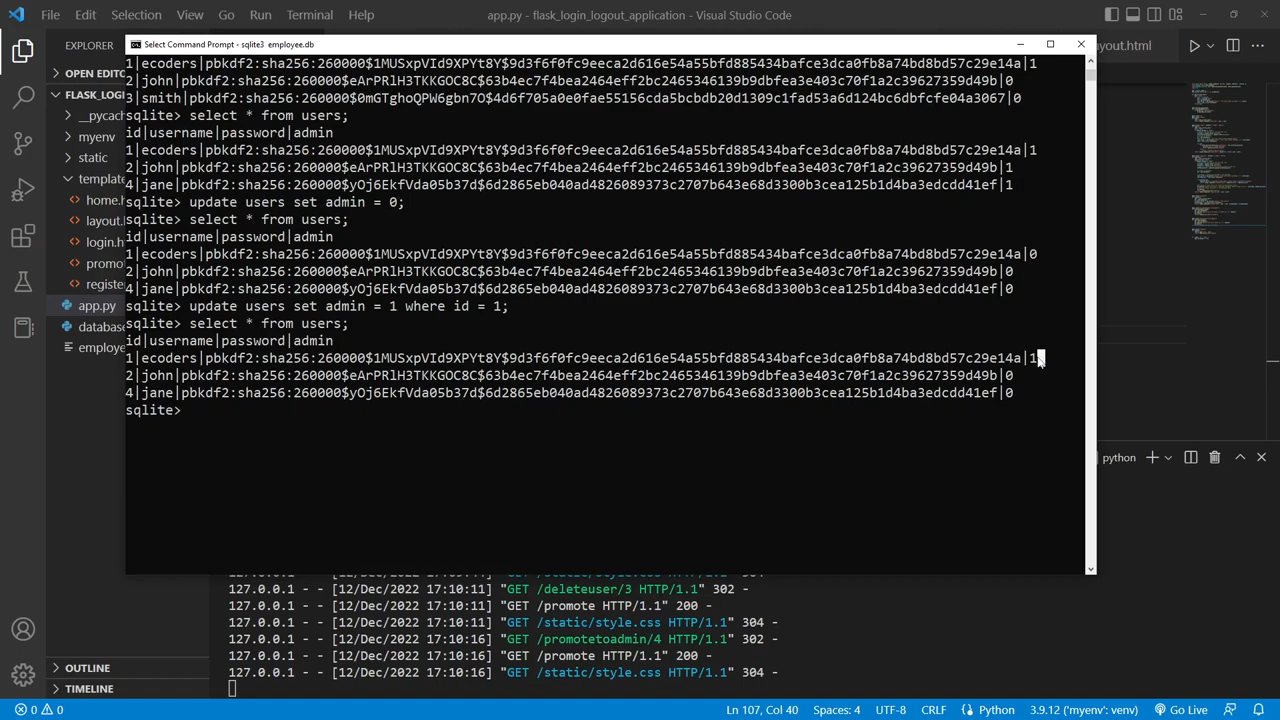 File Edit Selection View Go Run Terminal Help
app.py - flask_login_logout_application - Visual Studio Code
EXPLORER
OPEN EDITO
FLASK_LOGI
__pycac
myenv
static
template
home.h
layout.
login.h
promo
registe
app.py
database
employe
OUTLINE
TIMELINE
Select Command Prompt - sqlite3 employee.db
1|ecoders|pbkdf2:sha256:260000$1MUSxpVId9XPYt8Y$9d3f6f0fc9eeca2d616e54a55bfd885434bafce3dca0fb8a74bd8bd57c29e14a|1
2|john|pbkdf2:sha256:260000$eArPRlH3TKKGOC8C$63b4ec7f4bea2464eff2bc2465346139b9dbfea3e403c70f1a2c39627359d49b|0
3|smith|pbkdf2:sha256:260000$0mGTghoQPW6gbn7O$4d6f705a0e0fae55156cda5bcbdb20d1309c1fad53a6d124bc6dbfcfe04a3067|0
sqlite> select * from users;
id|username|password|admin
1|ecoders|pbkdf2:sha256:260000$1MUSxpVId9XPYt8Y$9d3f6f0fc9eeca2d616e54a55bfd885434bafce3dca0fb8a74bd8bd57c29e14a|1
2|john|pbkdf2:sha256:260000$eArPRlH3TKKGOC8C$63b4ec7f4bea2464eff2bc2465346139b9dbfea3e403c70f1a2c39627359d49b|1
4|jane|pbkdf2:sha256:260000$yOj6EkfVda05b37d$6d2865eb040ad4826089373c2707b643e68d3300b3cea125b1d4ba3edcdd41ef|1
sqlite> update users set admin = 0;
sqlite> select * from users;
id|username|password|admin
1|ecoders|pbkdf2:sha256:260000$1MUSxpVId9XPYt8Y$9d3f6f0fc9eeca2d616e54a55bfd885434bafce3dca0fb8a74bd8bd57c29e14a|0
2|john|pbkdf2:sha256:260000$eArPRlH3TKKGOC8C$63b4ec7f4bea2464eff2bc2465346139b9dbfea3e403c70f1a2c39627359d49b|0
4|jane|pbkdf2:sha256:260000$yOj6EkfVda05b37d$6d2865eb040ad4826089373c2707b643e68d3300b3cea125b1d4ba3edcdd41ef|0
sqlite> update users set admin = 1 where id = 1;
sqlite> select * from users;
id|username|password|admin
1|ecoders|pbkdf2:sha256:260000$1MUSxpVId9XPYt8Y$9d3f6f0fc9eeca2d616e54a55bfd885434bafce3dca0fb8a74bd8bd57c29e14a|1
2|john|pbkdf2:sha256:260000$eArPRlH3TKKGOC8C$63b4ec7f4bea2464eff2bc2465346139b9dbfea3e403c70f1a2c39627359d49b|0
4|jane|pbkdf2:sha256:260000$yOj6EkfVda05b37d$6d2865eb040ad4826089373c2707b643e68d3300b3cea125b1d4ba3edcdd41ef|0
sqlite>
yout.html
python
127.0.0.1 - - [12/Dec/2022 17:10:11] "GET /deleteuser/3 HTTP/1.1" 302 -
127.0.0.1 - - [12/Dec/2022 17:10:11] "GET /promote HTTP/1.1" 200 -
127.0.0.1 - - [12/Dec/2022 17:10:11] "GET /static/style.css HTTP/1.1" 304 -
127.0.0.1 - - [12/Dec/2022 17:10:16] "GET /promotetoadmin/4 HTTP/1.1" 302 -
127.0.0.1 - - [12/Dec/2022 17:10:16] "GET /promote HTTP/1.1" 200 -
127.0.0.1 - - [12/Dec/2022 17:10:16] "GET /static/style.css HTTP/1.1" 304 -
0 0
Ln 107, Col 40 Spaces: 4 UTF-8 CRLF Python 3.9.12 ('myenv': venv) Go Live